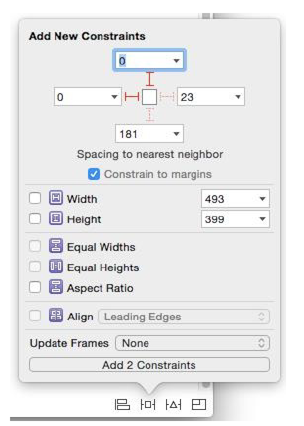 Add New Constraints
0
0
23
181
Spacing to nearest neighbor
Constrain to margins
Width 493
Height 399
Equal Widths
Equal Heights
Aspect Ratio
Align Leading Edges
Update Frames None
Add 2 Constraints